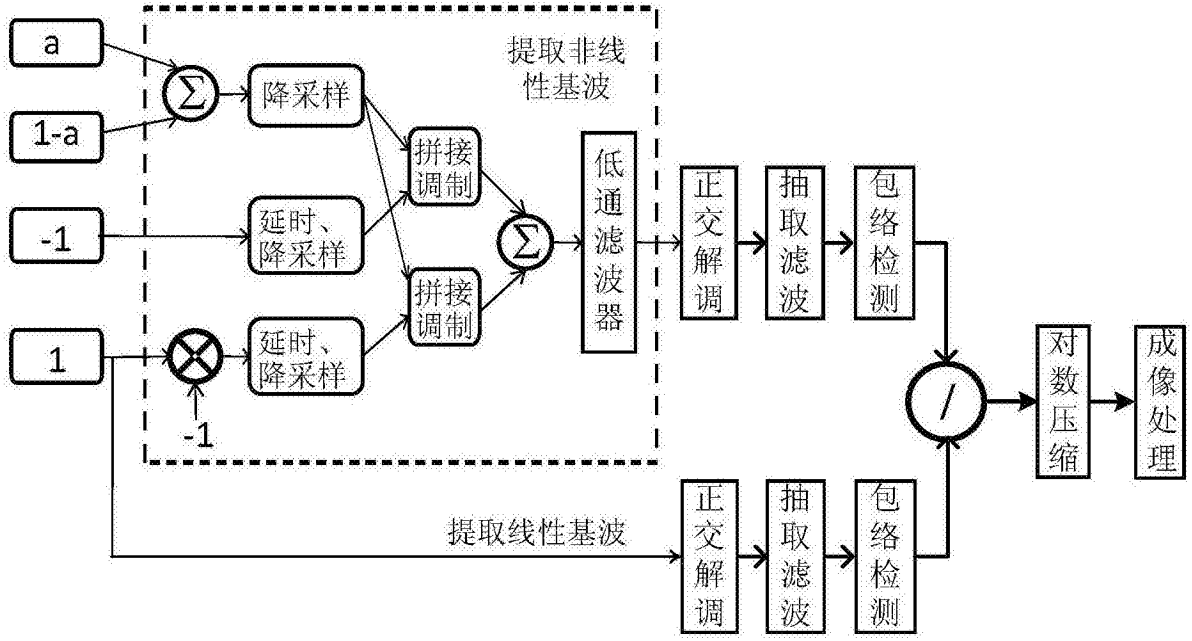 a
1-a
-1
1
Σ
降采样
延时、
降采样
延时、
降采样
-1
拼接
调制
拼接
调制
Σ
提取非线
性基波
低通滤波器
正交解调
抽取滤波
包络检测
提取线性基波
正交解调
抽取滤波
包络检测
/
对数压缩
成像处理